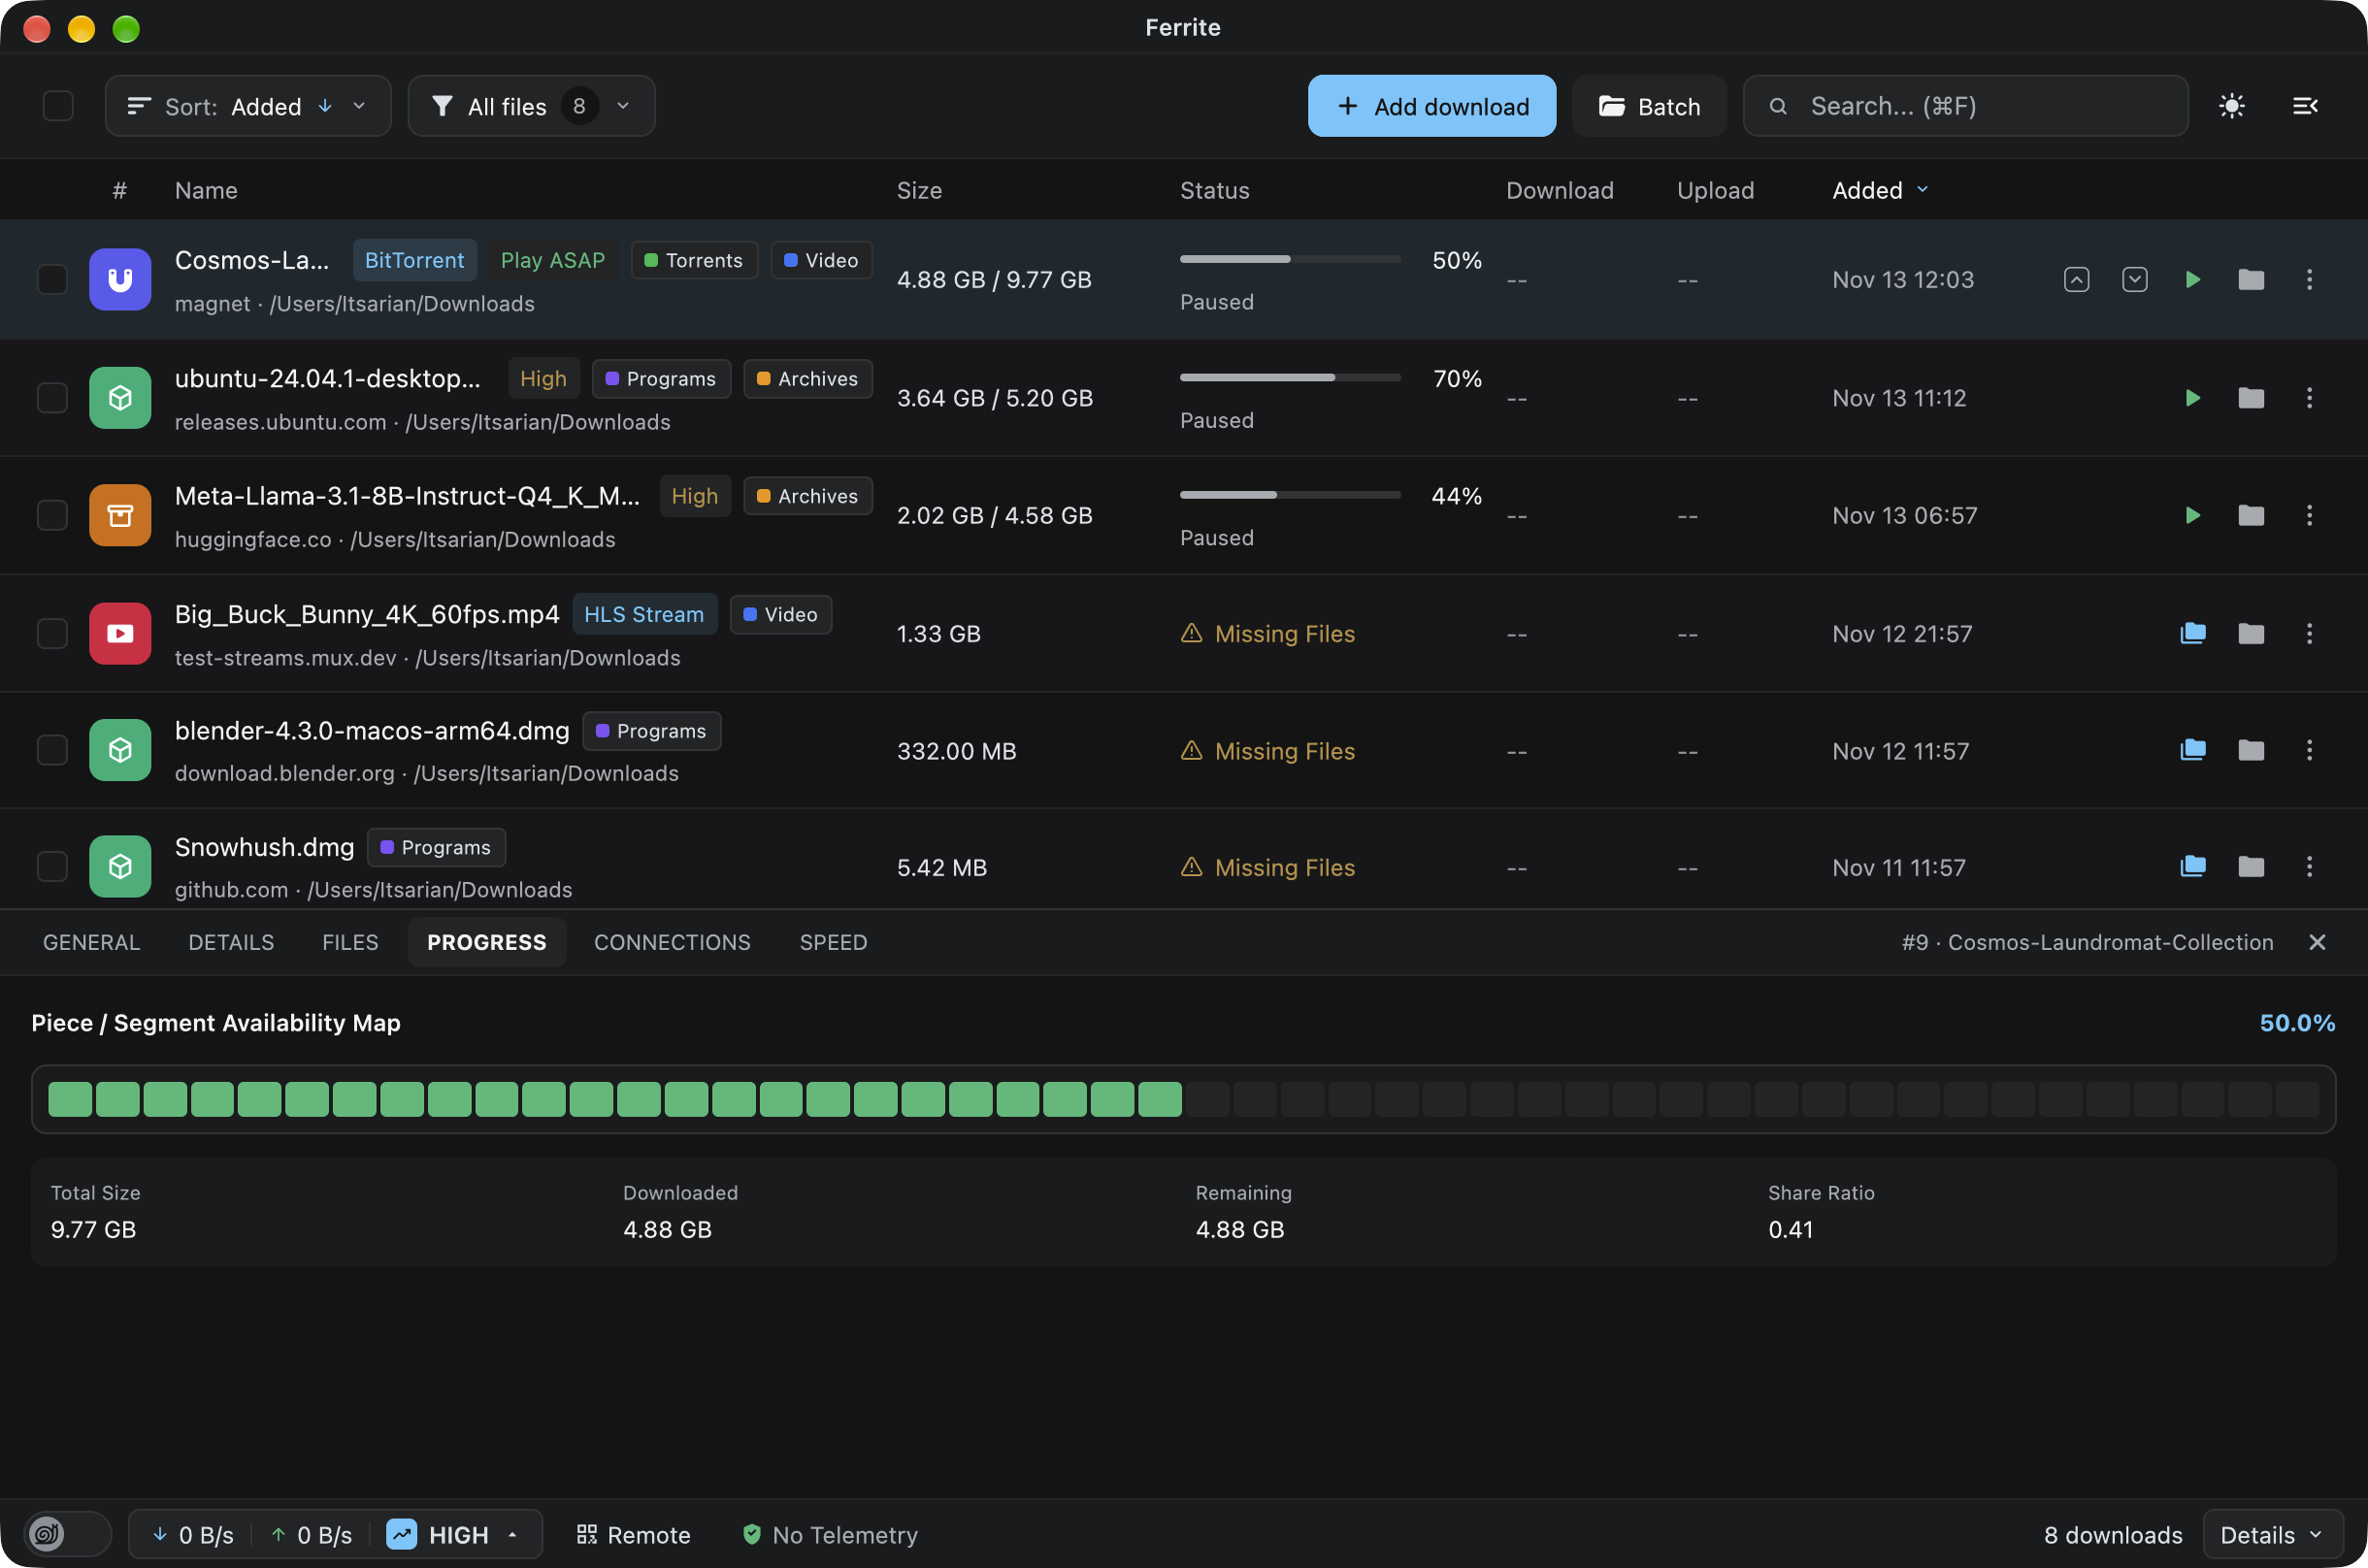 Ferrite
Sort: Added
All files 8
Add download
Batch
Search... (⌘F)
# Name Size Status Download Upload Added
Cosmos-La... BitTorrent Play ASAP Torrents Video
magnet · /Users/Itsarian/Downloads
4.88 GB / 9.77 GB
50%
Paused
-- -- Nov 13 12:03
ubuntu-24.04.1-desktop... High Programs Archives
releases.ubuntu.com · /Users/Itsarian/Downloads
3.64 GB / 5.20 GB
70%
Paused
-- -- Nov 13 11:12
Meta-Llama-3.1-8B-Instruct-Q4_K_M... High Archives
huggingface.co · /Users/Itsarian/Downloads
2.02 GB / 4.58 GB
44%
Paused
-- -- Nov 13 06:57
Big_Buck_Bunny_4K_60fps.mp4 HLS Stream Video
test-streams.mux.dev · /Users/Itsarian/Downloads
1.33 GB
Missing Files
-- -- Nov 12 21:57
blender-4.3.0-macos-arm64.dmg Programs
download.blender.org · /Users/Itsarian/Downloads
332.00 MB
Missing Files
-- -- Nov 12 11:57
Snowhush.dmg Programs
github.com · /Users/Itsarian/Downloads
5.42 MB
Missing Files
-- -- Nov 11 11:57
GENERAL DETAILS FILES PROGRESS CONNECTIONS SPEED
#9 · Cosmos-Laundromat-Collection
Piece / Segment Availability Map
50.0%
Total Size Downloaded Remaining Share Ratio
9.77 GB 4.88 GB 4.88 GB 0.41
0 B/s 0 B/s HIGH
Remote
No Telemetry
8 downloads
Details